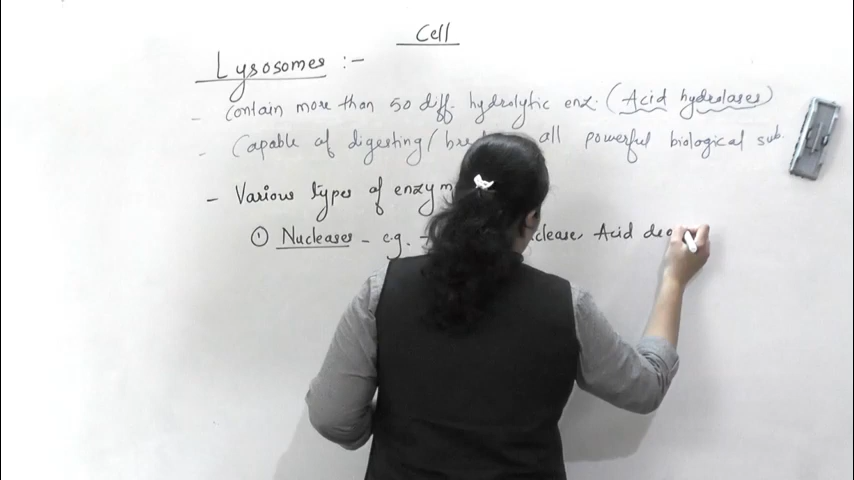 Cell
Lysosomes :-
- Contain more than 50 diff. hydrolytic enz. (Acid hydrolases)
- Capable of digesting/ all powerful biological sub.
- Various types of
① Nucleases - e.g. Acid